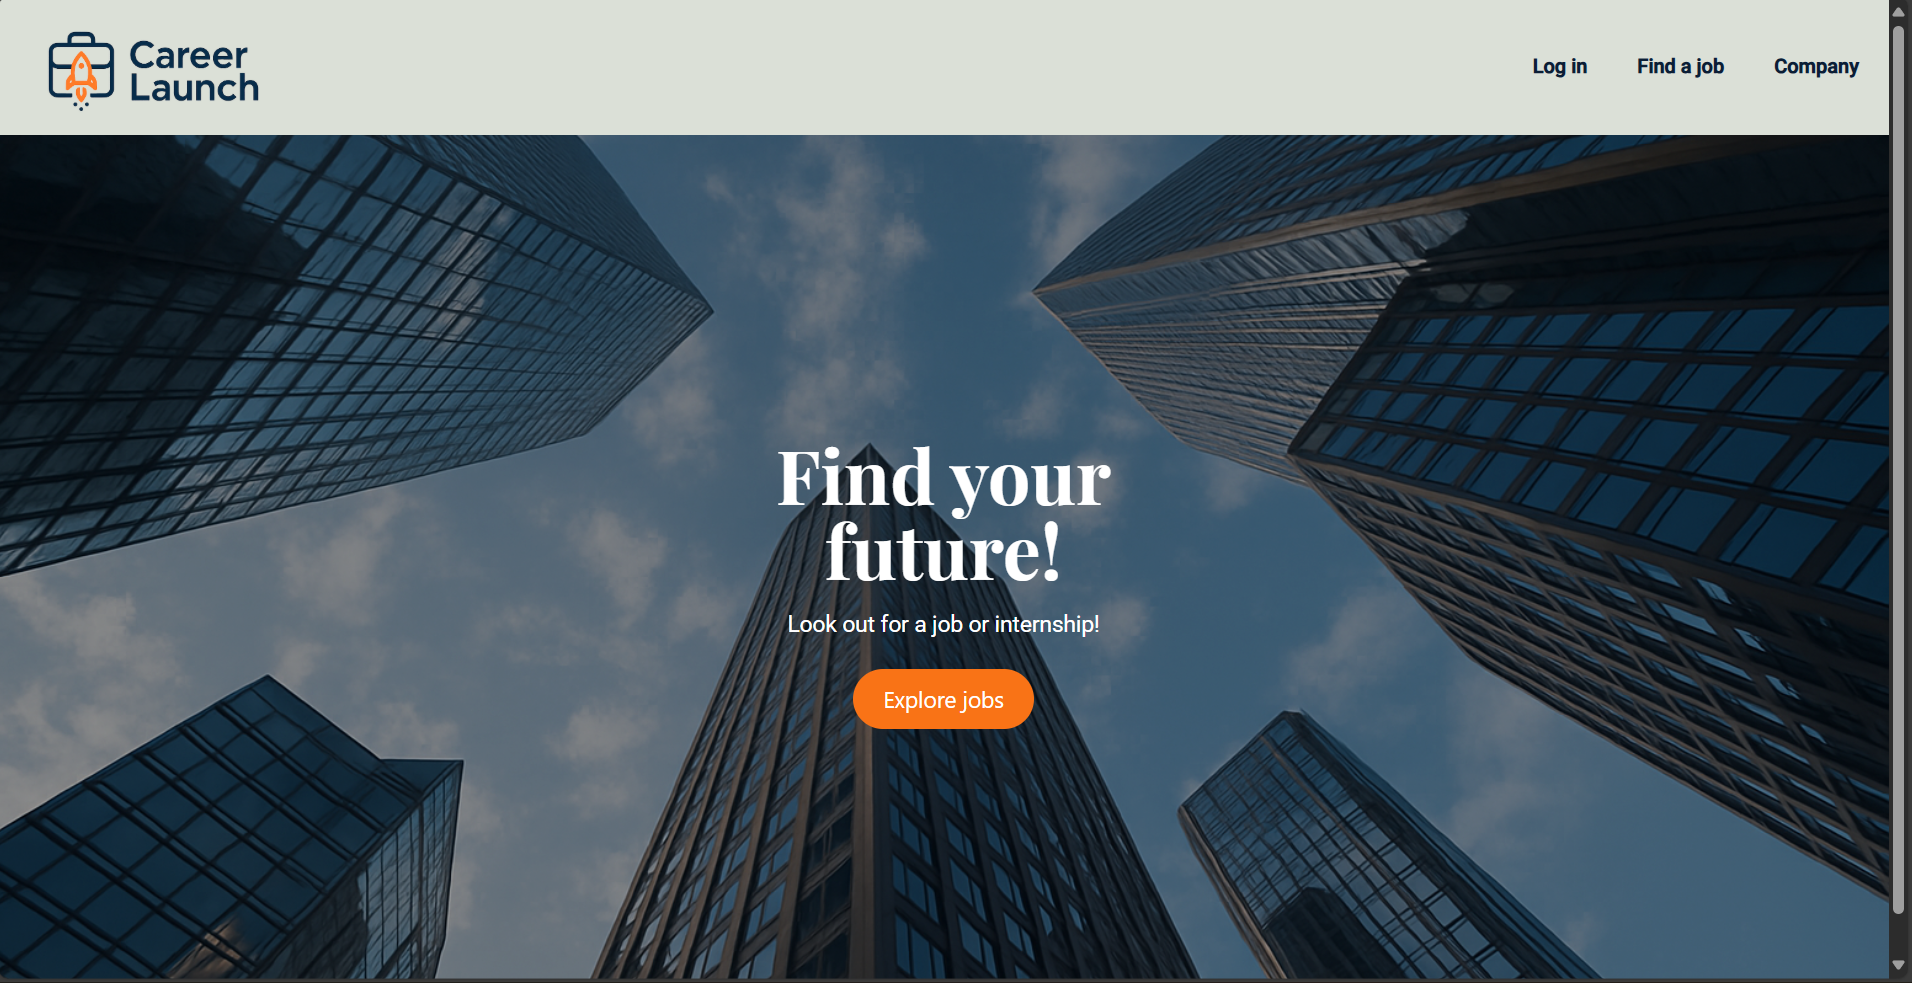 Career
Launch
Log in
Find a job
Company
Find your
future!
Look out for a job or internship!
Explore jobs